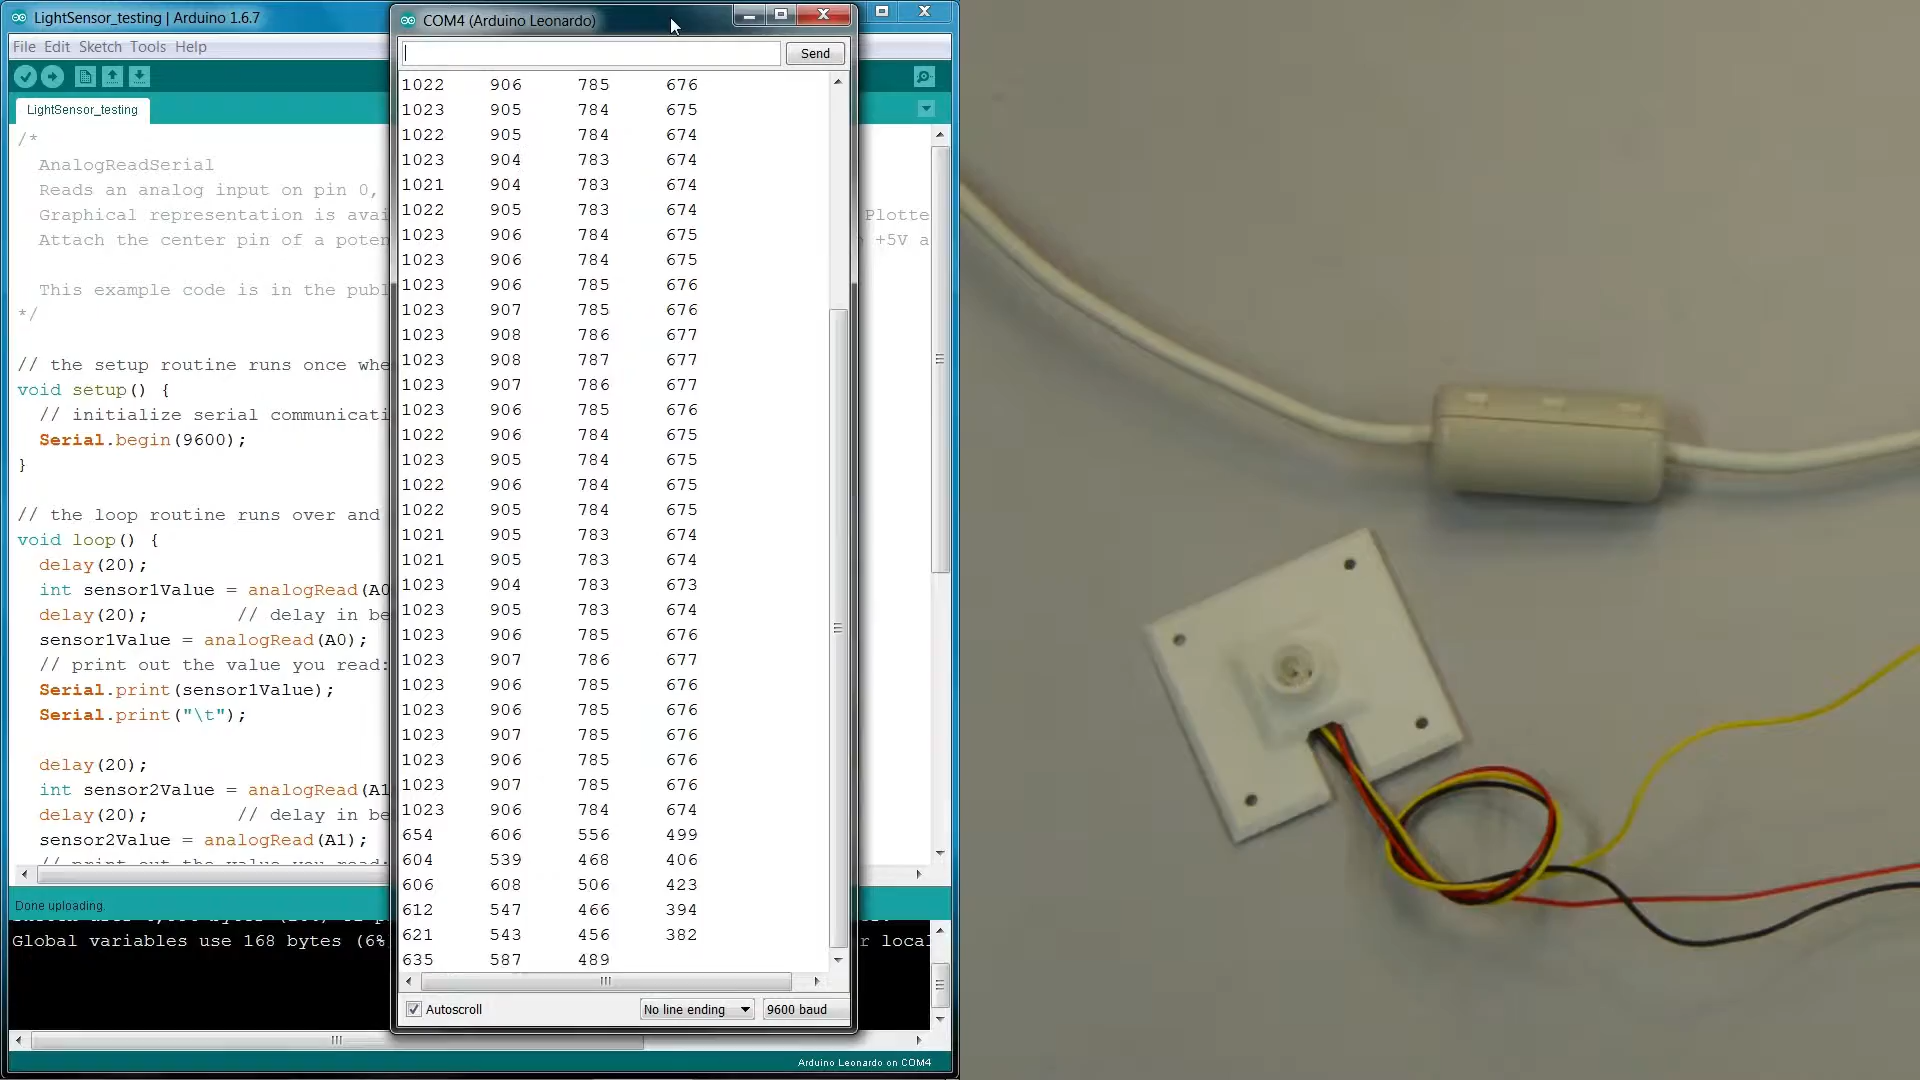 LightSensor_testing | Arduino 1.6.7
File Edit Sketch Tools Help
LightSensor_testing
/*
AnalogReadSerial
Reads an analog input on pin 0,
Graphical representation is avai
Plotte
Attach the center pin of a poten
+5V a
This example code is in the publ
*/
// the setup routine runs once whe
void setup() {
// initialize serial communicati
Serial.begin(9600);
}
// the loop routine runs over and
void loop() {
delay(20);
int sensor1Value = analogRead(A0
delay(20); // delay in be
sensor1Value = analogRead(A0);
// print out the value you read:
Serial.print(sensor1Value);
Serial.print("\t");
delay(20);
int sensor2Value = analogRead(A1
delay(20); // delay in be
sensor2Value = analogRead(A1);
// print out the value you read:
Done uploading.
Global variables use 168 bytes (6%
r local
Arduino Leonardo on COM4
COM4 (Arduino Leonardo)
Send
1022 906 785 676
1023 905 784 675
1022 905 784 674
1023 904 783 674
1021 904 783 674
1022 905 783 674
1023 906 784 675
1023 906 784 675
1023 906 785 676
1023 907 785 676
1023 908 786 677
1023 908 787 677
1023 907 786 677
1023 906 785 676
1022 906 784 675
1023 905 784 675
1022 906 784 675
1022 905 784 675
1021 905 783 674
1021 905 783 674
1023 904 783 673
1023 905 783 674
1023 906 785 676
1023 907 786 677
1023 906 785 676
1023 906 785 676
1023 907 785 676
1023 906 785 676
1023 907 785 676
1023 906 784 674
654 606 556 499
604 539 468 406
606 608 506 423
612 547 466 394
621 543 456 382
635 587 489
Autoscroll
No line ending
9600 baud